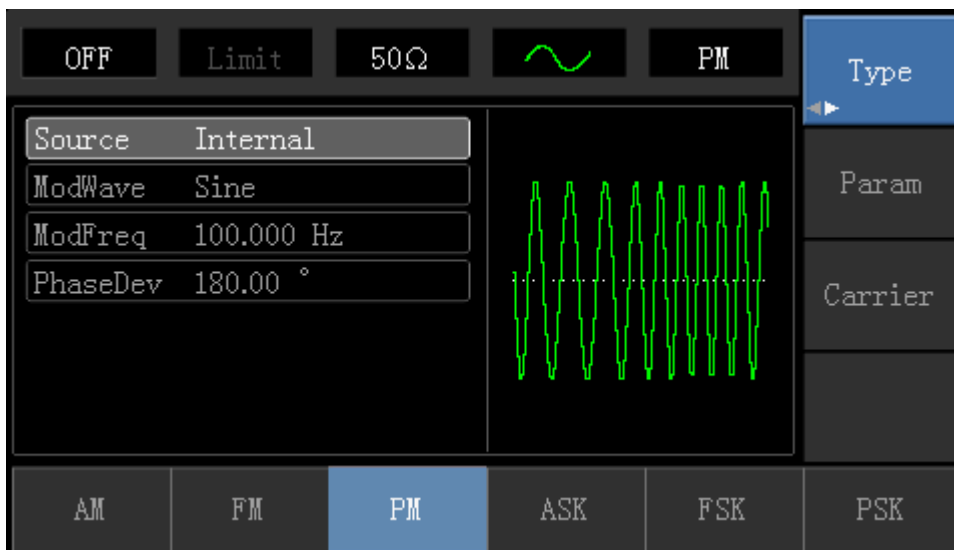 OFF Limit 50Ω PM Type
Source Internal
ModWave Sine
Param
ModFreq 100.000 Hz
PhaseDev 180.00 °
Carrier
AM FM PM ASK FSK PSK